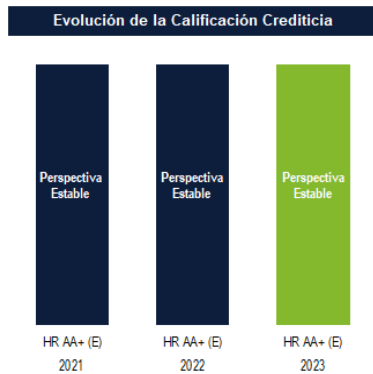 Evolución de la Calificación Crediticia
Perspectiva
Estable
Perspectiva
Estable
Perspectiva
Estable
HR AA+ (E)
2021
HR AA+ (E)
2022
HR AA+ (E)
2023